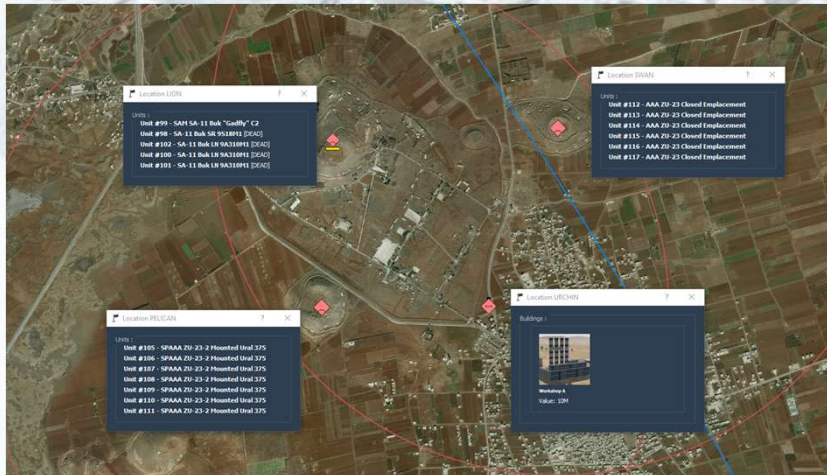 Location LION
Units :
Unit #99 - SAM SA-11 Buk "Gadfly" C2
Unit #98 - SA-11 Buk SR 9S18M1 [DEAD]
Unit #102 - SA-11 Buk LN 9A310M1 [DEAD]
Unit #100 - SA-11 Buk LN 9A310M1 [DEAD]
Unit #101 - SA-11 Buk LN 9A310M1 [DEAD]
Location SWAN
Units :
Unit #112 - AAA ZU-23 Closed Emplacement
Unit #113 - AAA ZU-23 Closed Emplacement
Unit #114 - AAA ZU-23 Closed Emplacement
Unit #115 - AAA ZU-23 Closed Emplacement
Unit #116 - AAA ZU-23 Closed Emplacement
Unit #117 - AAA ZU-23 Closed Emplacement
Location PELICAN
Units :
Unit #105 - SPAAA ZU-23-2 Mounted Ural 375
Unit #106 - SPAAA ZU-23-2 Mounted Ural 375
Unit #107 - SPAAA ZU-23-2 Mounted Ural 375
Unit #108 - SPAAA ZU-23-2 Mounted Ural 375
Unit #109 - SPAAA ZU-23-2 Mounted Ural 375
Unit #110 - SPAAA ZU-23-2 Mounted Ural 375
Unit #111 - SPAAA ZU-23-2 Mounted Ural 375
Location URCHIN
Buildings :
Workshop A
Value: 10M